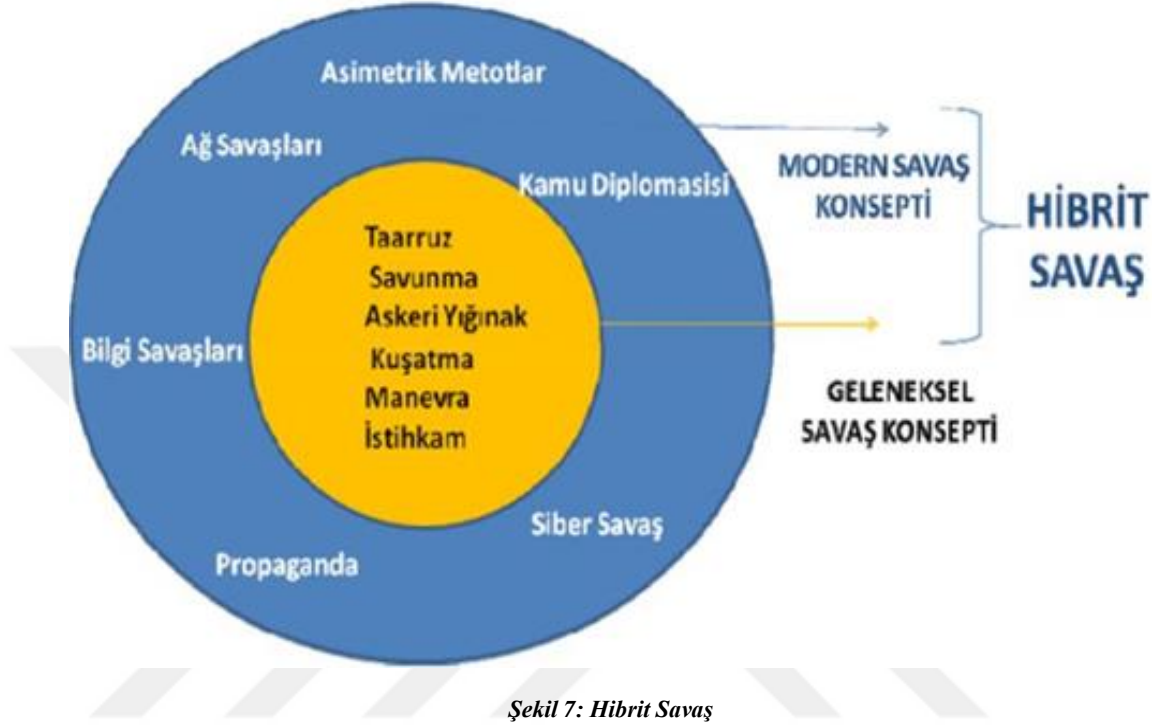 Asimetrik Metotlar
Ağ Savaşları
Kamu Diplomasisi
Bilgi Savaşları
Propaganda
Siber Savaş
Taarruz
Savunma
Askeri Yığınak
Kuşatma
Manevra
İstihkam
MODERN SAVAŞ
KONSEPTİ
GELENEKSEL
SAVAŞ KONSEPTİ
HİBRİT
SAVAŞ
Şekil 7: Hibrit Savaş